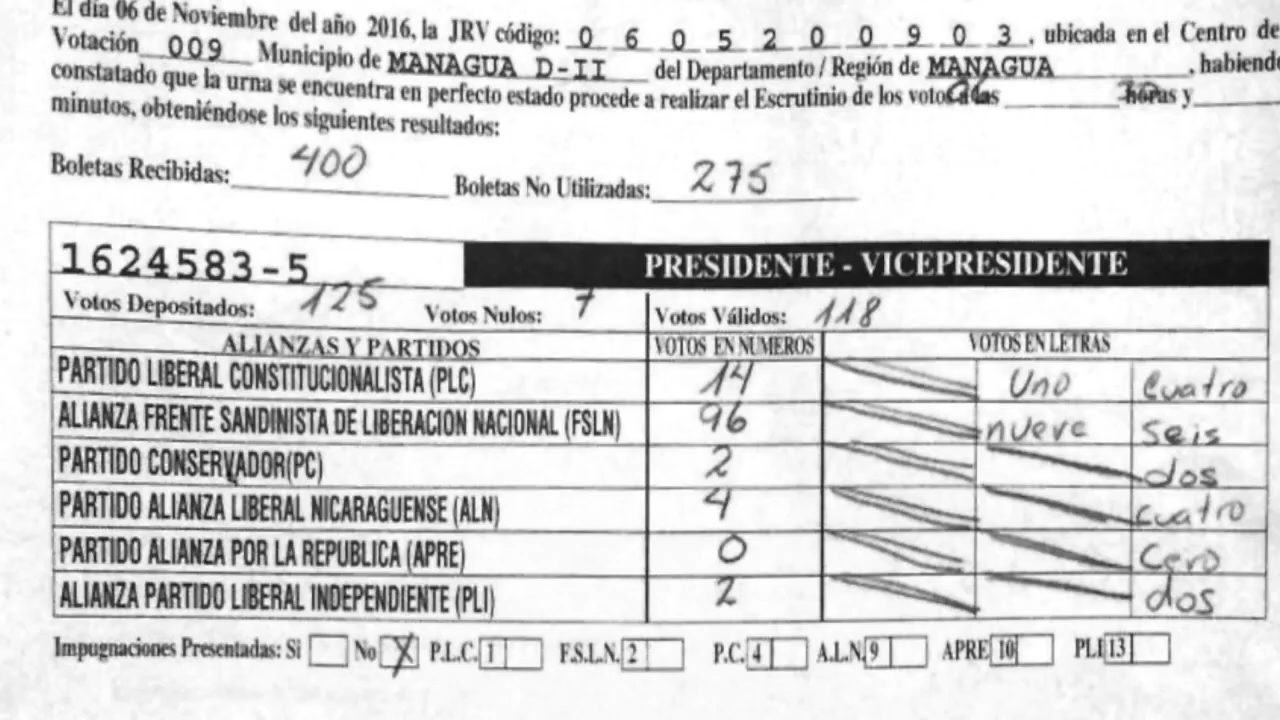 El día 06 de Noviembre del año 2016, la JRV código: 0 6 0 5 2 0 0 9 0 3, ubicada en el Centro de
Votación 009 Municipio de MANAGUA D-II del Departamento / Región de MANAGUA, habiendo
constatado que la urna se encuentra en perfecto estado procede a realizar el Escrutinio de los votos a las horas y
minutos, obteniéndose los siguientes resultados:
Boletas Recibidas: 400 Boletas No Utilizadas: 275
1624583-5 PRESIDENTE - VICEPRESIDENTE
Votos Depositados: 125 Votos Nulos: 7 Votos Válidos: 118
ALIANZAS Y PARTIDOS VOTOS EN NUMEROS VOTOS EN LETRAS
PARTIDO LIBERAL CONSTITUCIONALISTA (PLC) 14 Uno Cuatro
ALIANZA FRENTE SANDINISTA DE LIBERACION NACIONAL (FSLN) 96 nueve Seis
PARTIDO CONSERVADOR(PC) 2 dos
PARTIDO ALIANZA LIBERAL NICARAGUENSE (ALN) 4 cuatro
PARTIDO ALIANZA POR LA REPUBLICA (APRE) 0 Cero
ALIANZA PARTIDO LIBERAL INDEPENDIENTE (PLI) 2 dos
Impugnaciones Presentadas: Si No X P.L.C. 1 F.S.L.N. 2 P.C. 4 A.L.N. 9 APRE 10 PLI 13